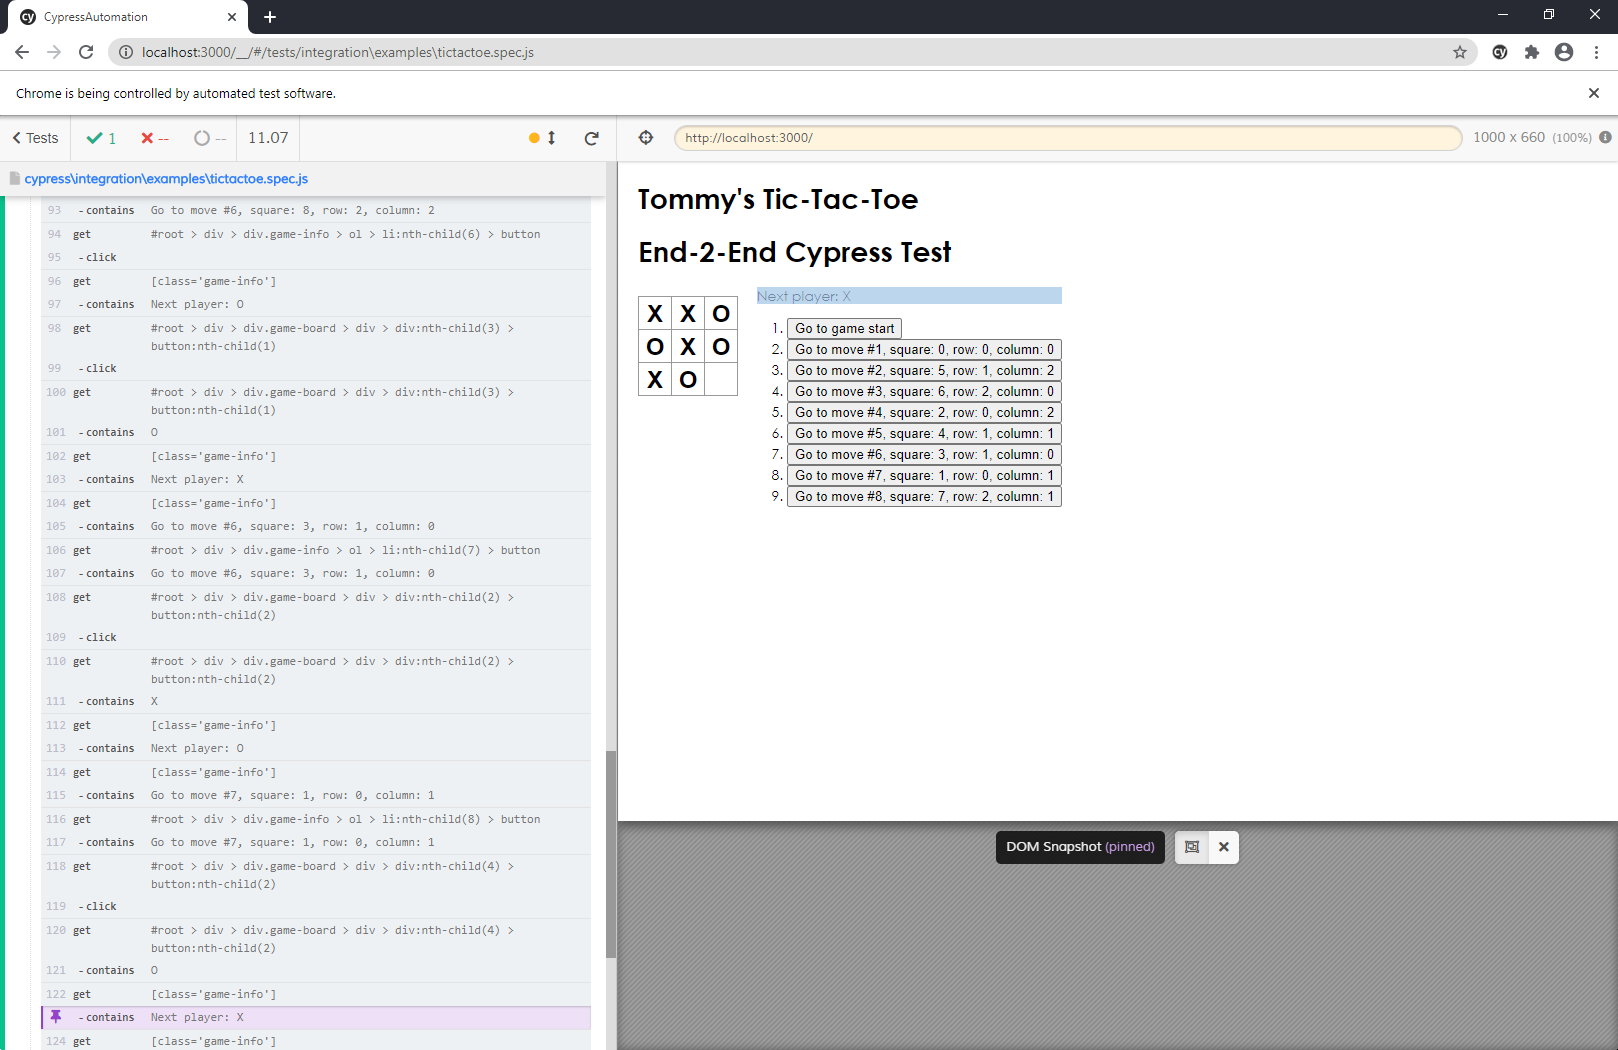 cy CypressAutomation
localhost:3000/__/#/tests/integration\examples\tictactoe.spec.js
cy
Chrome is being controlled by automated test software.
Tests 1 -- -- 11.07
http://localhost:3000/
1000 x 660 (100%)
cypress\integration\examples\tictactoe.spec.js
93 - contains Go to move #6, square: 8, row: 2, column: 2
94 get #root > div > div.game-info > ol > li:nth-child(6) > button
95 - click
96 get [class='game-info']
97 - contains Next player: O
98 get #root > div > div.game-board > div > div:nth-child(3) >
button:nth-child(1)
99 - click
100 get #root > div > div.game-board > div > div:nth-child(3) >
button:nth-child(1)
101 - contains O
102 get [class='game-info']
103 - contains Next player: X
104 get [class='game-info']
105 - contains Go to move #6, square: 3, row: 1, column: 0
106 get #root > div > div.game-info > ol > li:nth-child(7) > button
107 - contains Go to move #6, square: 3, row: 1, column: 0
108 get #root > div > div.game-board > div > div:nth-child(2) >
button:nth-child(2)
109 - click
110 get #root > div > div.game-board > div > div:nth-child(2) >
button:nth-child(2)
111 - contains X
112 get [class='game-info']
113 - contains Next player: O
114 get [class='game-info']
115 - contains Go to move #7, square: 1, row: 0, column: 1
116 get #root > div > div.game-info > ol > li:nth-child(8) > button
117 - contains Go to move #7, square: 1, row: 0, column: 1
118 get #root > div > div.game-board > div > div:nth-child(4) >
button:nth-child(2)
119 - click
120 get #root > div > div.game-board > div > div:nth-child(4) >
button:nth-child(2)
121 - contains O
122 get [class='game-info']
- contains Next player: X
124 get [class='game-info']
Tommy's Tic-Tac-Toe
End-2-End Cypress Test
X X O
O X O
X O
Next player: X
1. Go to game start
2. Go to move #1, square: 0, row: 0, column: 0
3. Go to move #2, square: 5, row: 1, column: 2
4. Go to move #3, square: 6, row: 2, column: 0
5. Go to move #4, square: 2, row: 0, column: 2
6. Go to move #5, square: 4, row: 1, column: 1
7. Go to move #6, square: 3, row: 1, column: 0
8. Go to move #7, square: 1, row: 0, column: 1
9. Go to move #8, square: 7, row: 2, column: 1
DOM Snapshot (pinned)